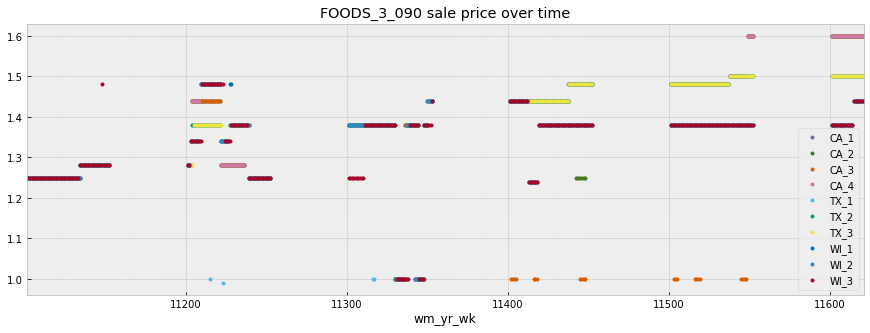 FOODS_3_090 sale price over time
1.6
1.5
1.4
1.3
1.2
1.1
1.0
CA_1
CA_2
CA_3
CA_4
TX_1
TX_2
TX_3
WI_1
WI_2
WI_3
11200 11300 11400 11500 11600
wm_yr_wk